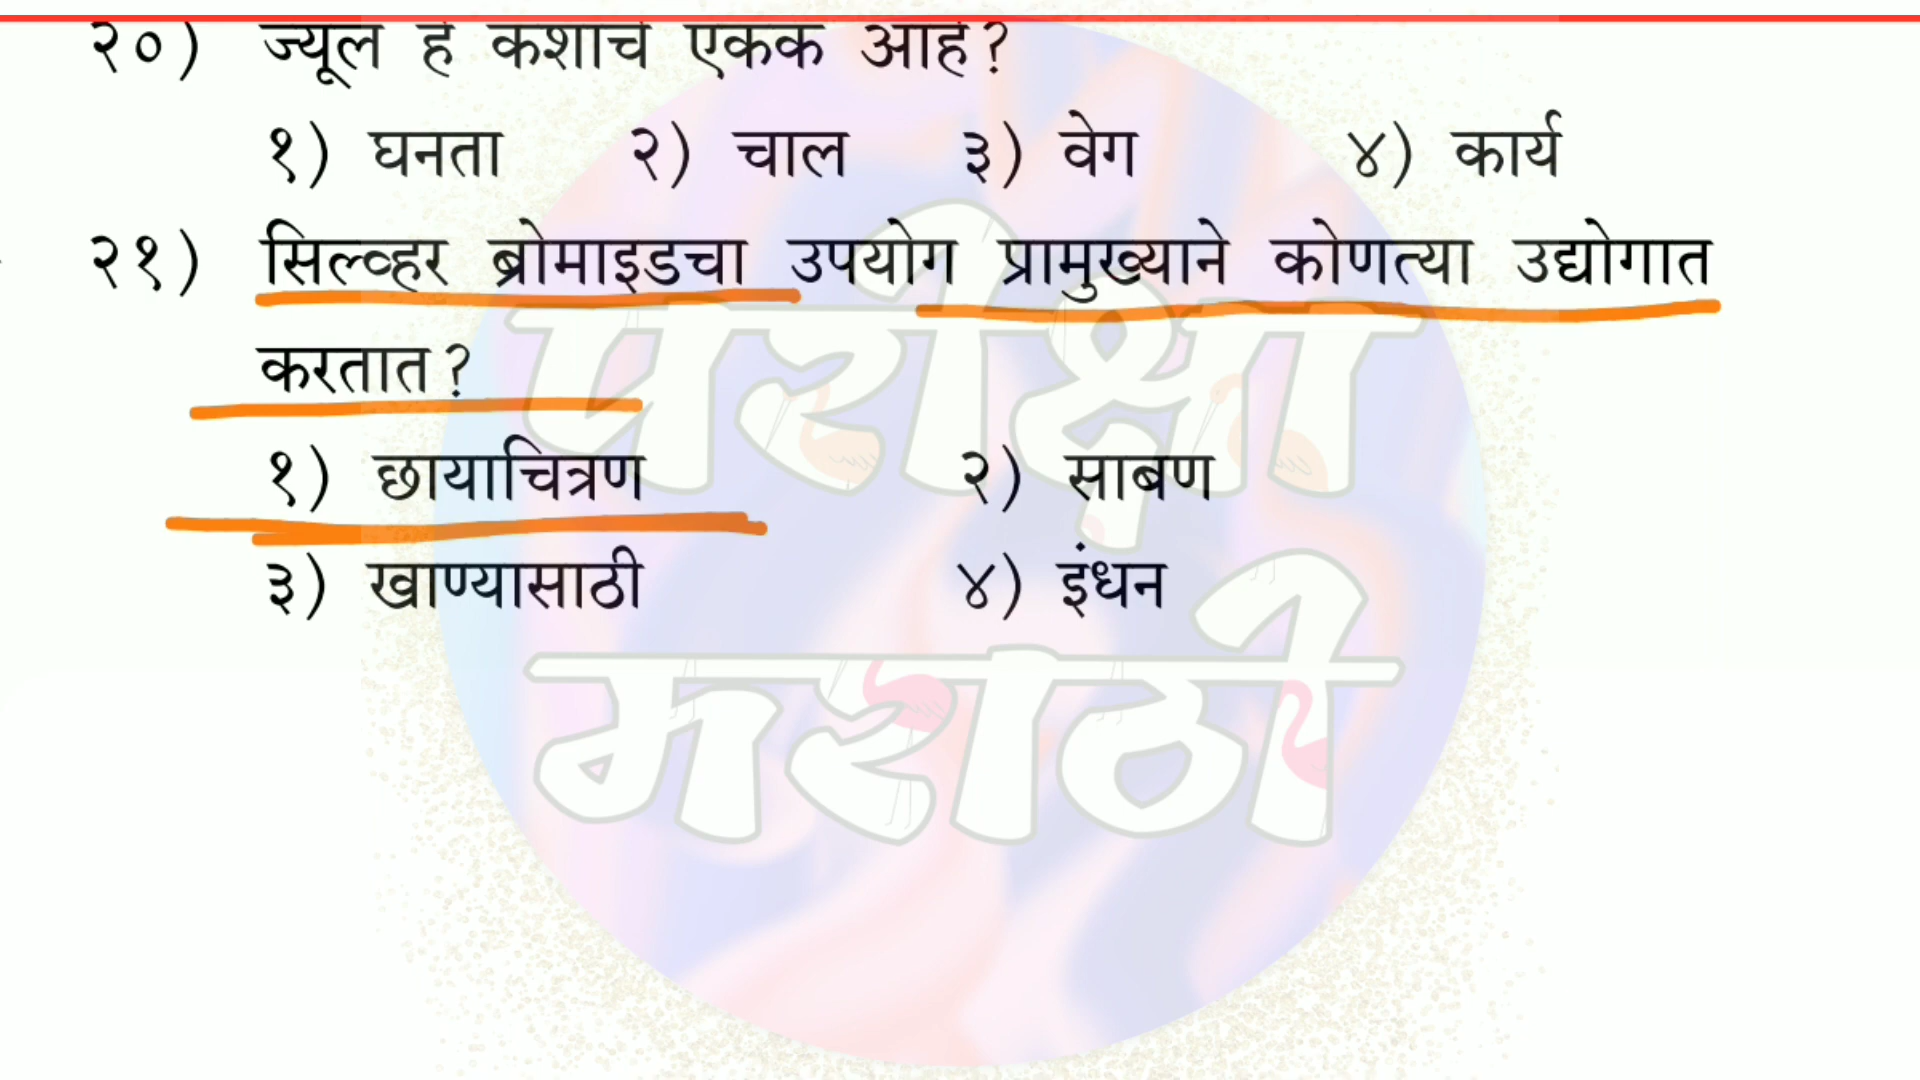 २०) ज्यूल हे कशाचे एकक आहे?
१) घनता २) चाल ३) वेग ४) कार्य
२१) सिल्व्हर ब्रोमाइडचा उपयोग प्रामुख्याने कोणत्या उद्योगात
करतात?
१) छायाचित्रण २) साबण
३) खाण्यासाठी ४) इंधन
परीक्षा
मराठी